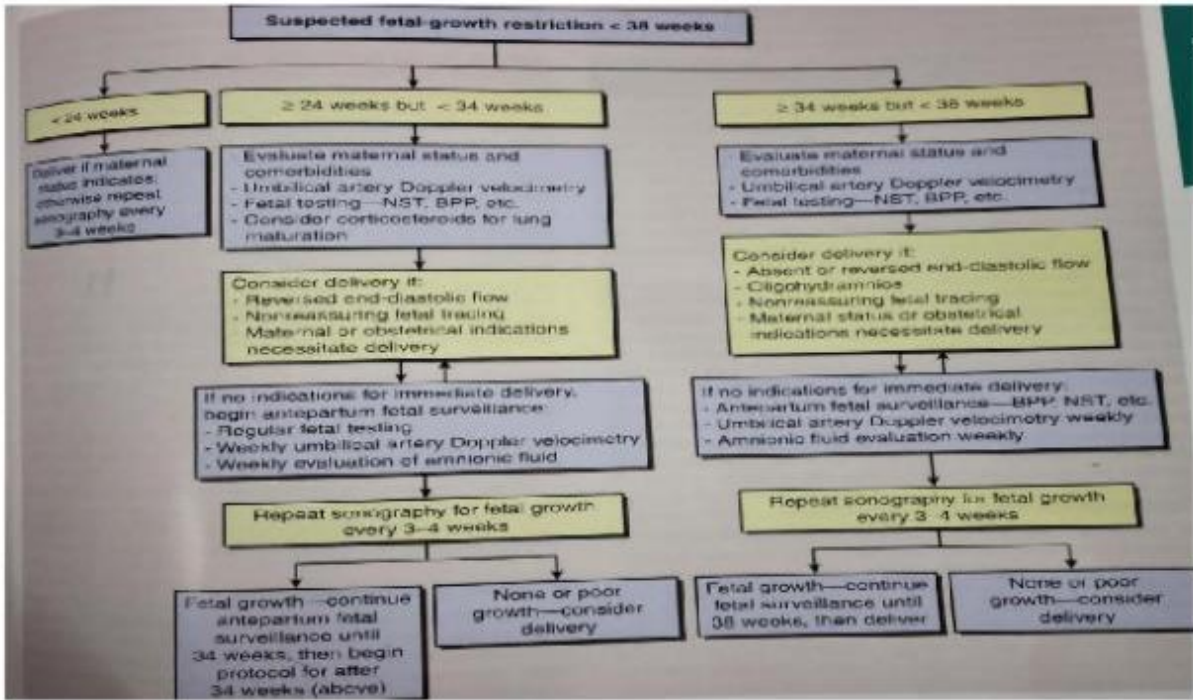 Suspected fetal-growth restriction < 38 weeks
< 24 weeks
Deliver if maternal
status indicates;
otherwise repeat
sonography every
3–4 weeks
≥ 24 weeks but < 34 weeks
- Evaluate maternal status and
comorbidities
- Umbilical artery Doppler velocimetry
- Fetal testing—NST, BPP, etc.
- Consider corticosteroids for lung
maturation
Consider delivery if:
- Reversed end-diastolic flow
- Nonreassuring fetal tracing
Maternal or obstetrical indications
necessitate delivery
If no indications for immediate delivery,
begin antepartum fetal surveillance:
- Regular fetal testing
- Weekly umbilical artery Doppler velocimetry
- Weekly evaluation of amnionic fluid
Repeat sonography for fetal growth
every 3–4 weeks
Fetal growth—continue
antepartum fetal
surveillance until
34 weeks, then begin
protocol for after
34 weeks (above)
None or poor
growth—consider
delivery
≥ 34 weeks but < 38 weeks
- Evaluate maternal status and
comorbidities
- Umbilical artery Doppler velocimetry
- Fetal testing—NST, BPP, etc.
Consider delivery if:
- Absent or reversed end-diastolic flow
- Oligohydramnios
- Nonreassuring fetal tracing
- Maternal status or obstetrical
indications necessitate delivery
If no indications for immediate delivery:
- Antepartum fetal surveillance—BPP, NST, etc.
- Umbilical artery Doppler velocimetry weekly
- Amnionic fluid evaluation weekly
Repeat sonography for fetal growth
every 3–4 weeks
Fetal growth—continue
fetal surveillance until
38 weeks, then deliver
None or poor
growth—consider
delivery